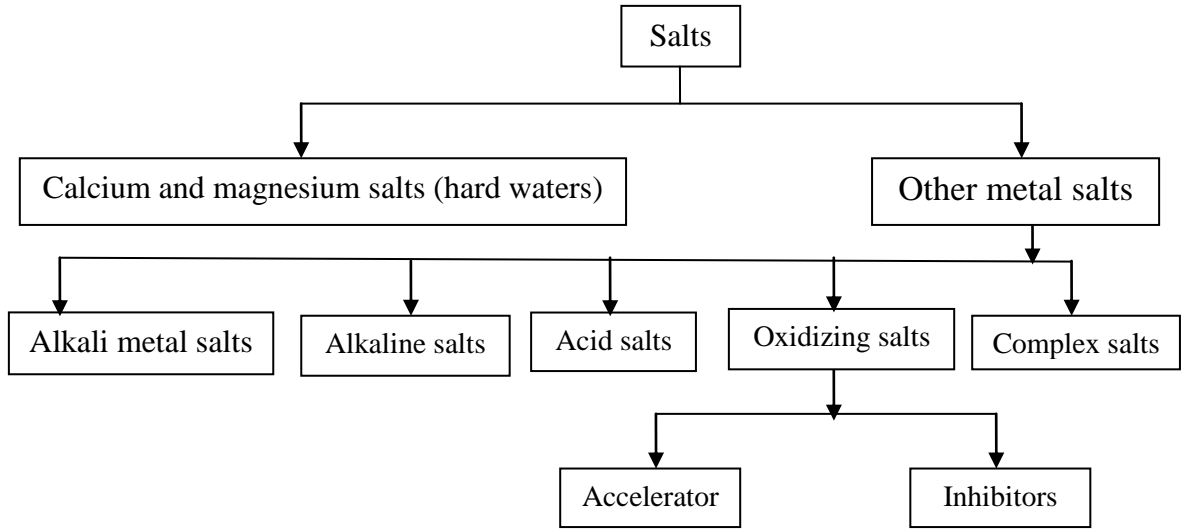 Salts
Calcium and magnesium salts (hard waters)
Other metal salts
Alkali metal salts
Alkaline salts
Acid salts
Oxidizing salts
Complex salts
Accelerator
Inhibitors